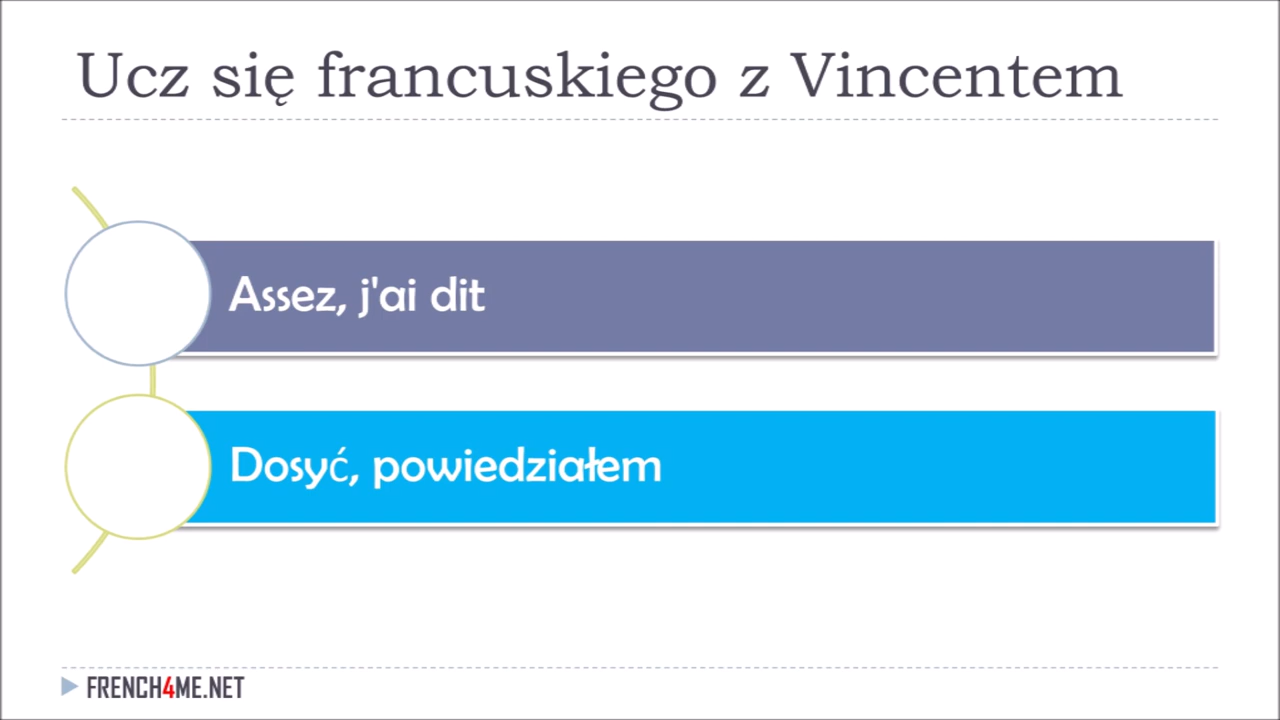 Ucz się francuskiego z Vincentem
Assez, j'ai dit
Dosyć, powiedziałem
FRENCH4ME.NET